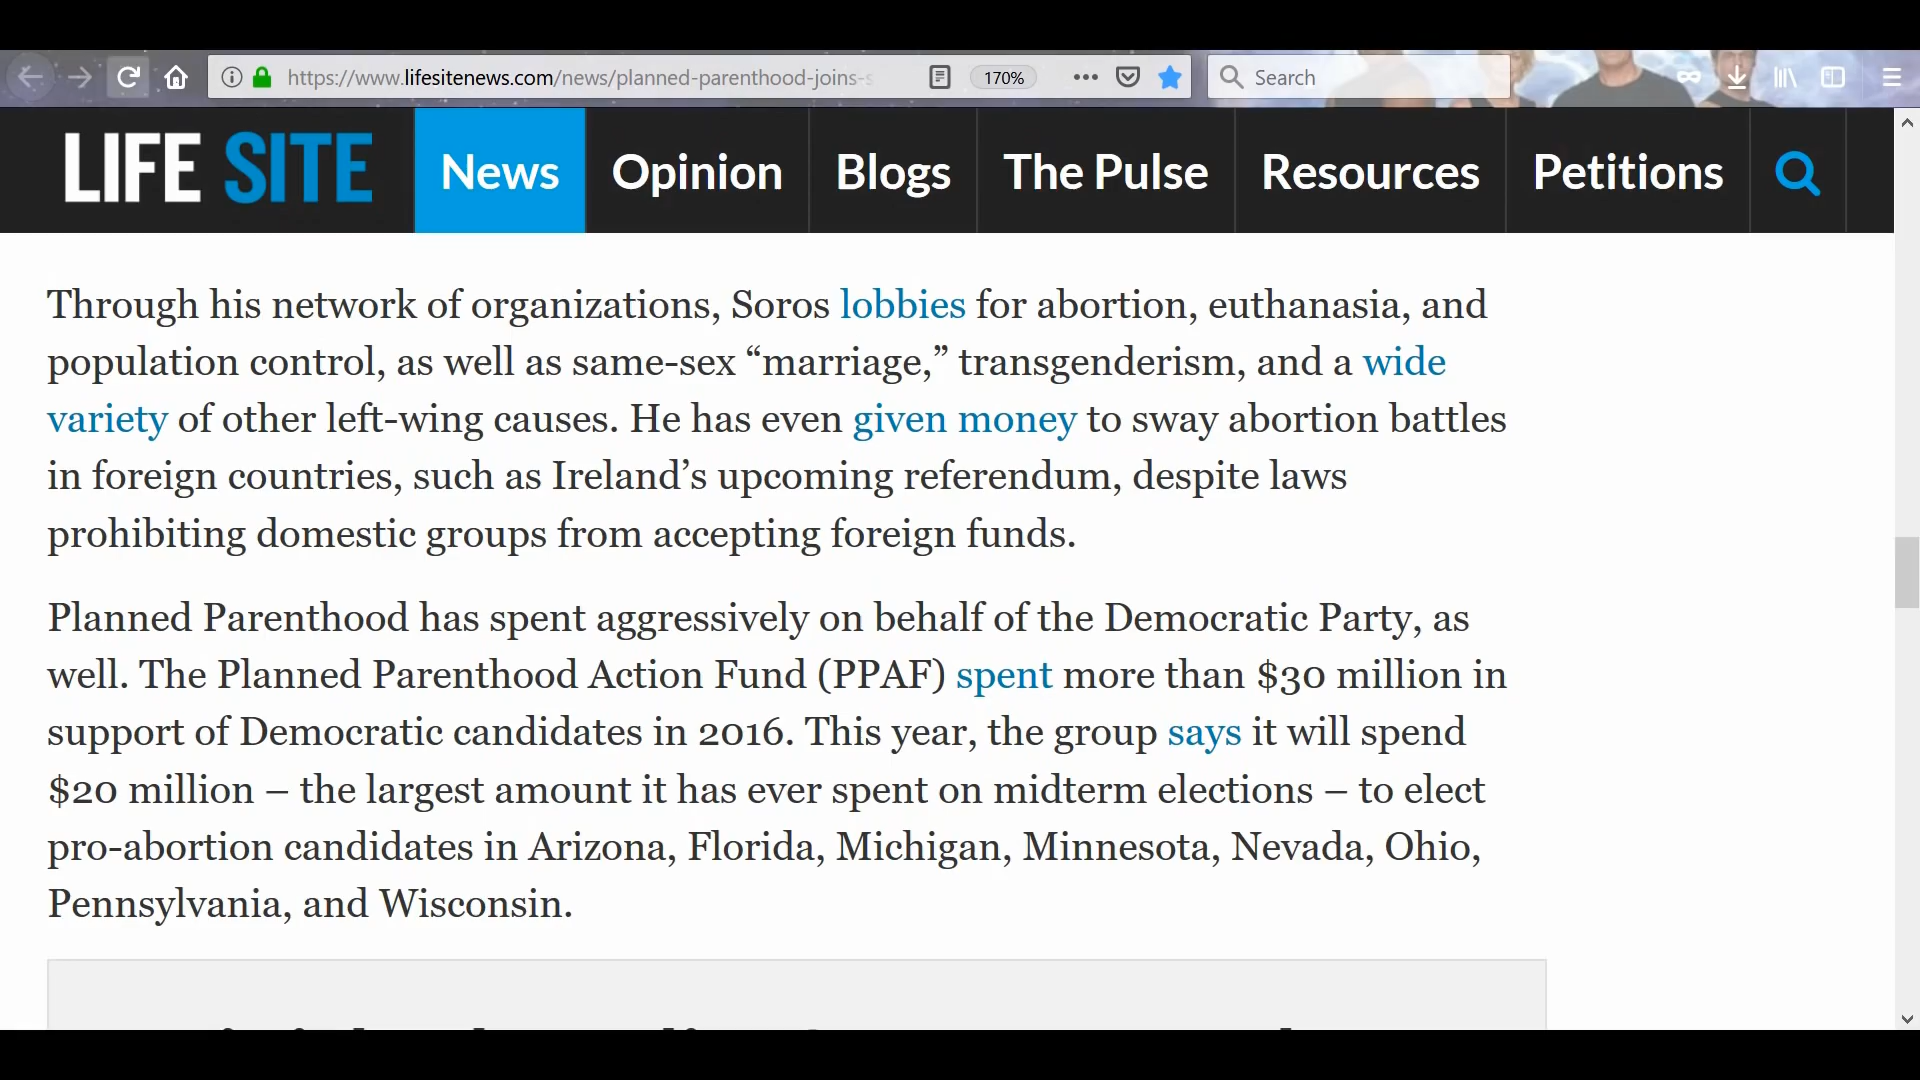 https://www.lifesitenews.com/news/planned-parenthood-joins-s
170%
Search
LIFE SITE
News
Opinion
Blogs
The Pulse
Resources
Petitions
Through his network of organizations, Soros lobbies for abortion, euthanasia, and
population control, as well as same-sex “marriage,” transgenderism, and a wide
variety of other left-wing causes. He has even given money to sway abortion battles
in foreign countries, such as Ireland’s upcoming referendum, despite laws
prohibiting domestic groups from accepting foreign funds.
Planned Parenthood has spent aggressively on behalf of the Democratic Party, as
well. The Planned Parenthood Action Fund (PPAF) spent more than $30 million in
support of Democratic candidates in 2016. This year, the group says it will spend
$20 million – the largest amount it has ever spent on midterm elections – to elect
pro-abortion candidates in Arizona, Florida, Michigan, Minnesota, Nevada, Ohio,
Pennsylvania, and Wisconsin.